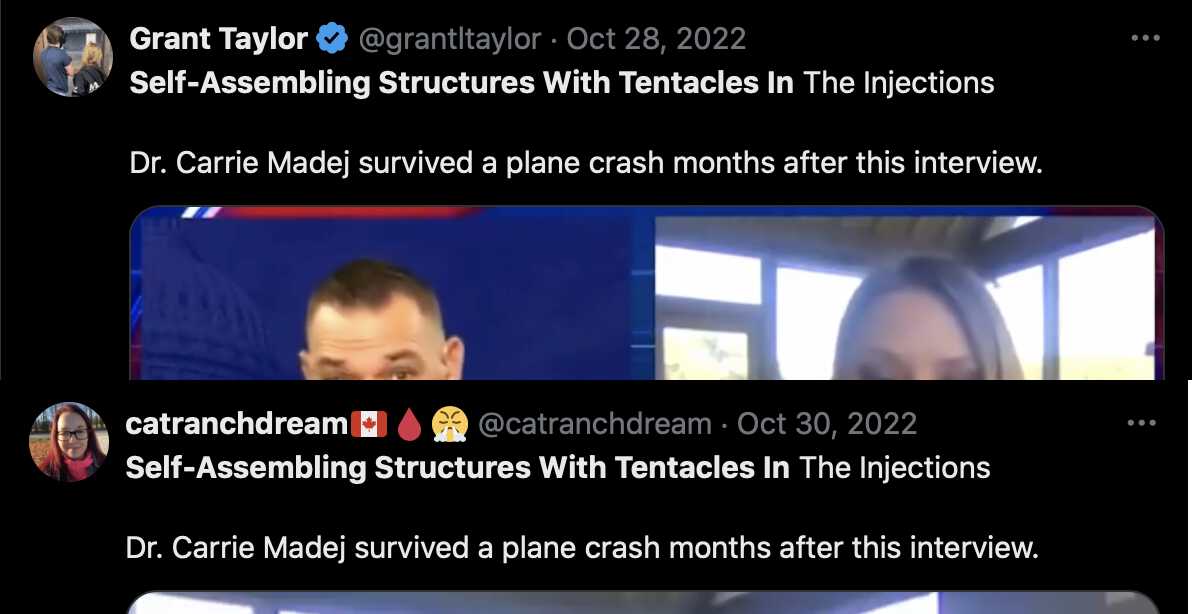 Grant Taylor @grantltaylor · Oct 28, 2022
Self-Assembling Structures With Tentacles In The Injections
Dr. Carrie Madej survived a plane crash months after this interview.
catranchdream🇨🇦🩸😤 @catranchdream · Oct 30, 2022
Self-Assembling Structures With Tentacles In The Injections
Dr. Carrie Madej survived a plane crash months after this interview.